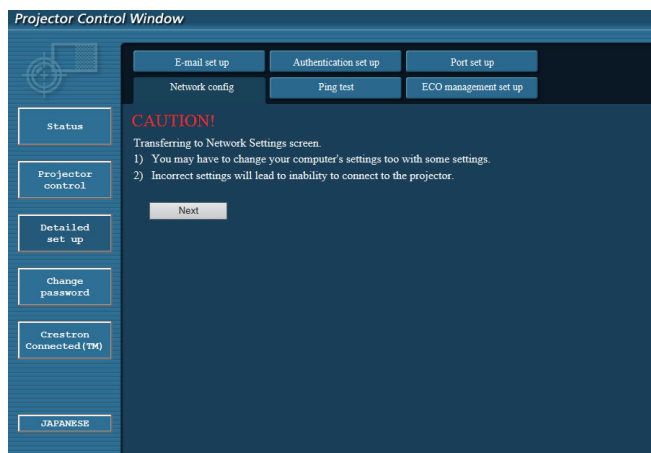 Projector Control Window
E-mail set up
Authentication set up
Port set up
Network config
Ping test
ECO management set up
Status
Projector
control
Detailed
set up
Change
password
Crestron
Connected(TM)
JAPANESE
CAUTION!
Transferring to Network Settings screen.
1) You may have to change your computer's settings too with some settings.
2) Incorrect settings will lead to inability to connect to the projector.
Next